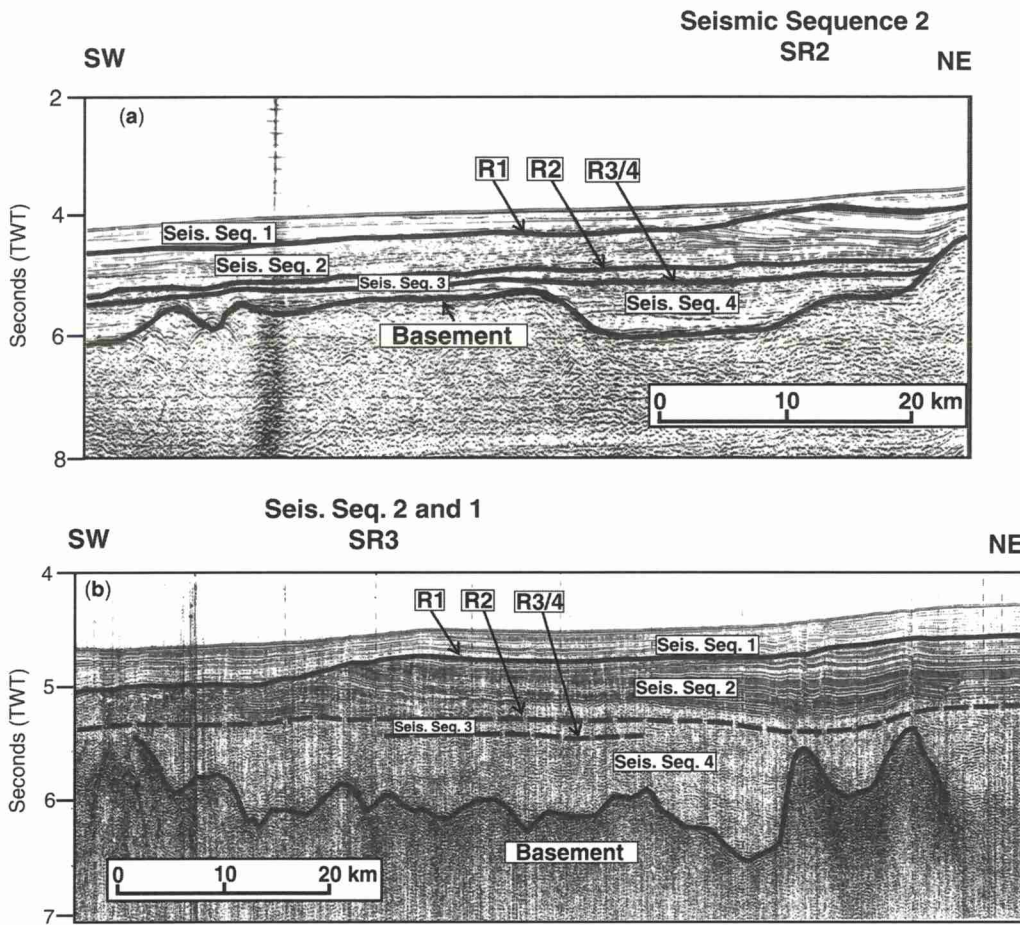 Seismic Sequence 2
SR2
SW
NE
2
(a)
R1 R2 R3/4
4
Seis. Seq. 1
Seis. Seq. 2
Seis. Seq. 3
Seis. Seq. 4
Basement
6
0 10 20 km
8
Seconds (TWT)
Seis. Seq. 2 and 1
SW
SR3
NE
4
(b)
R1 R2 R3/4
Seis. Seq. 1
5
Seis. Seq. 2
Seis. Seq. 3
Seis. Seq. 4
6
Basement
0 10 20 km
7
Seconds (TWT)